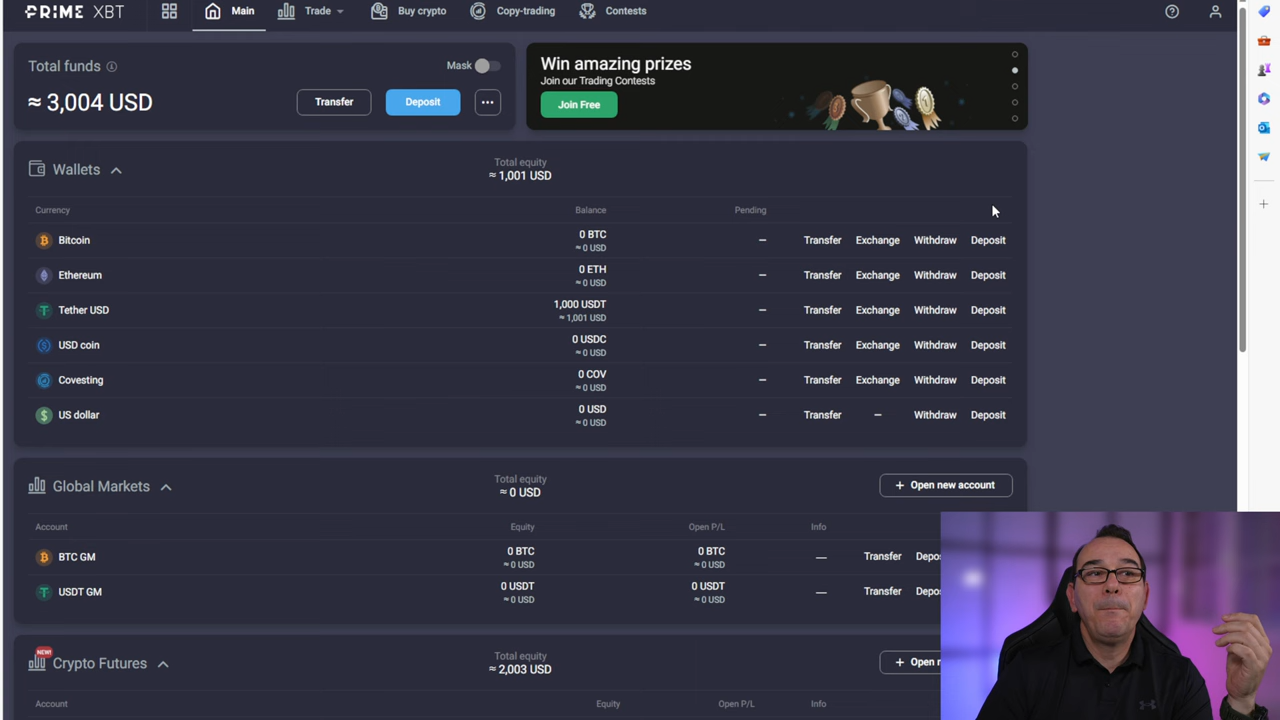 PRIME XBT
Main
Trade
Buy crypto
Copy-trading
Contests
Total funds
Mask
≈ 3,004 USD
Transfer
Deposit
Win amazing prizes
Join our Trading Contests
Join Free
Wallets
Total equity
≈ 1,001 USD
Currency Balance Pending
Bitcoin 0 BTC – Transfer Exchange Withdraw Deposit
≈ 0 USD
Ethereum 0 ETH – Transfer Exchange Withdraw Deposit
≈ 0 USD
Tether USD 1,000 USDT – Transfer Exchange Withdraw Deposit
≈ 1,001 USD
USD coin 0 USDC – Transfer Exchange Withdraw Deposit
≈ 0 USD
Covesting 0 COV – Transfer Exchange Withdraw Deposit
≈ 0 USD
US dollar 0 USD – Transfer – Withdraw Deposit
≈ 0 USD
Global Markets
Total equity
≈ 0 USD
+ Open new account
Account Equity Open P/L Info
BTC GM 0 BTC 0 BTC — Transfer Depo
≈ 0 USD ≈ 0 USD
USDT GM 0 USDT 0 USDT — Transfer Depo
≈ 0 USD ≈ 0 USD
NEW!
Crypto Futures
Total equity
≈ 2,003 USD
+ Open n
Account Equity Open P/L Info